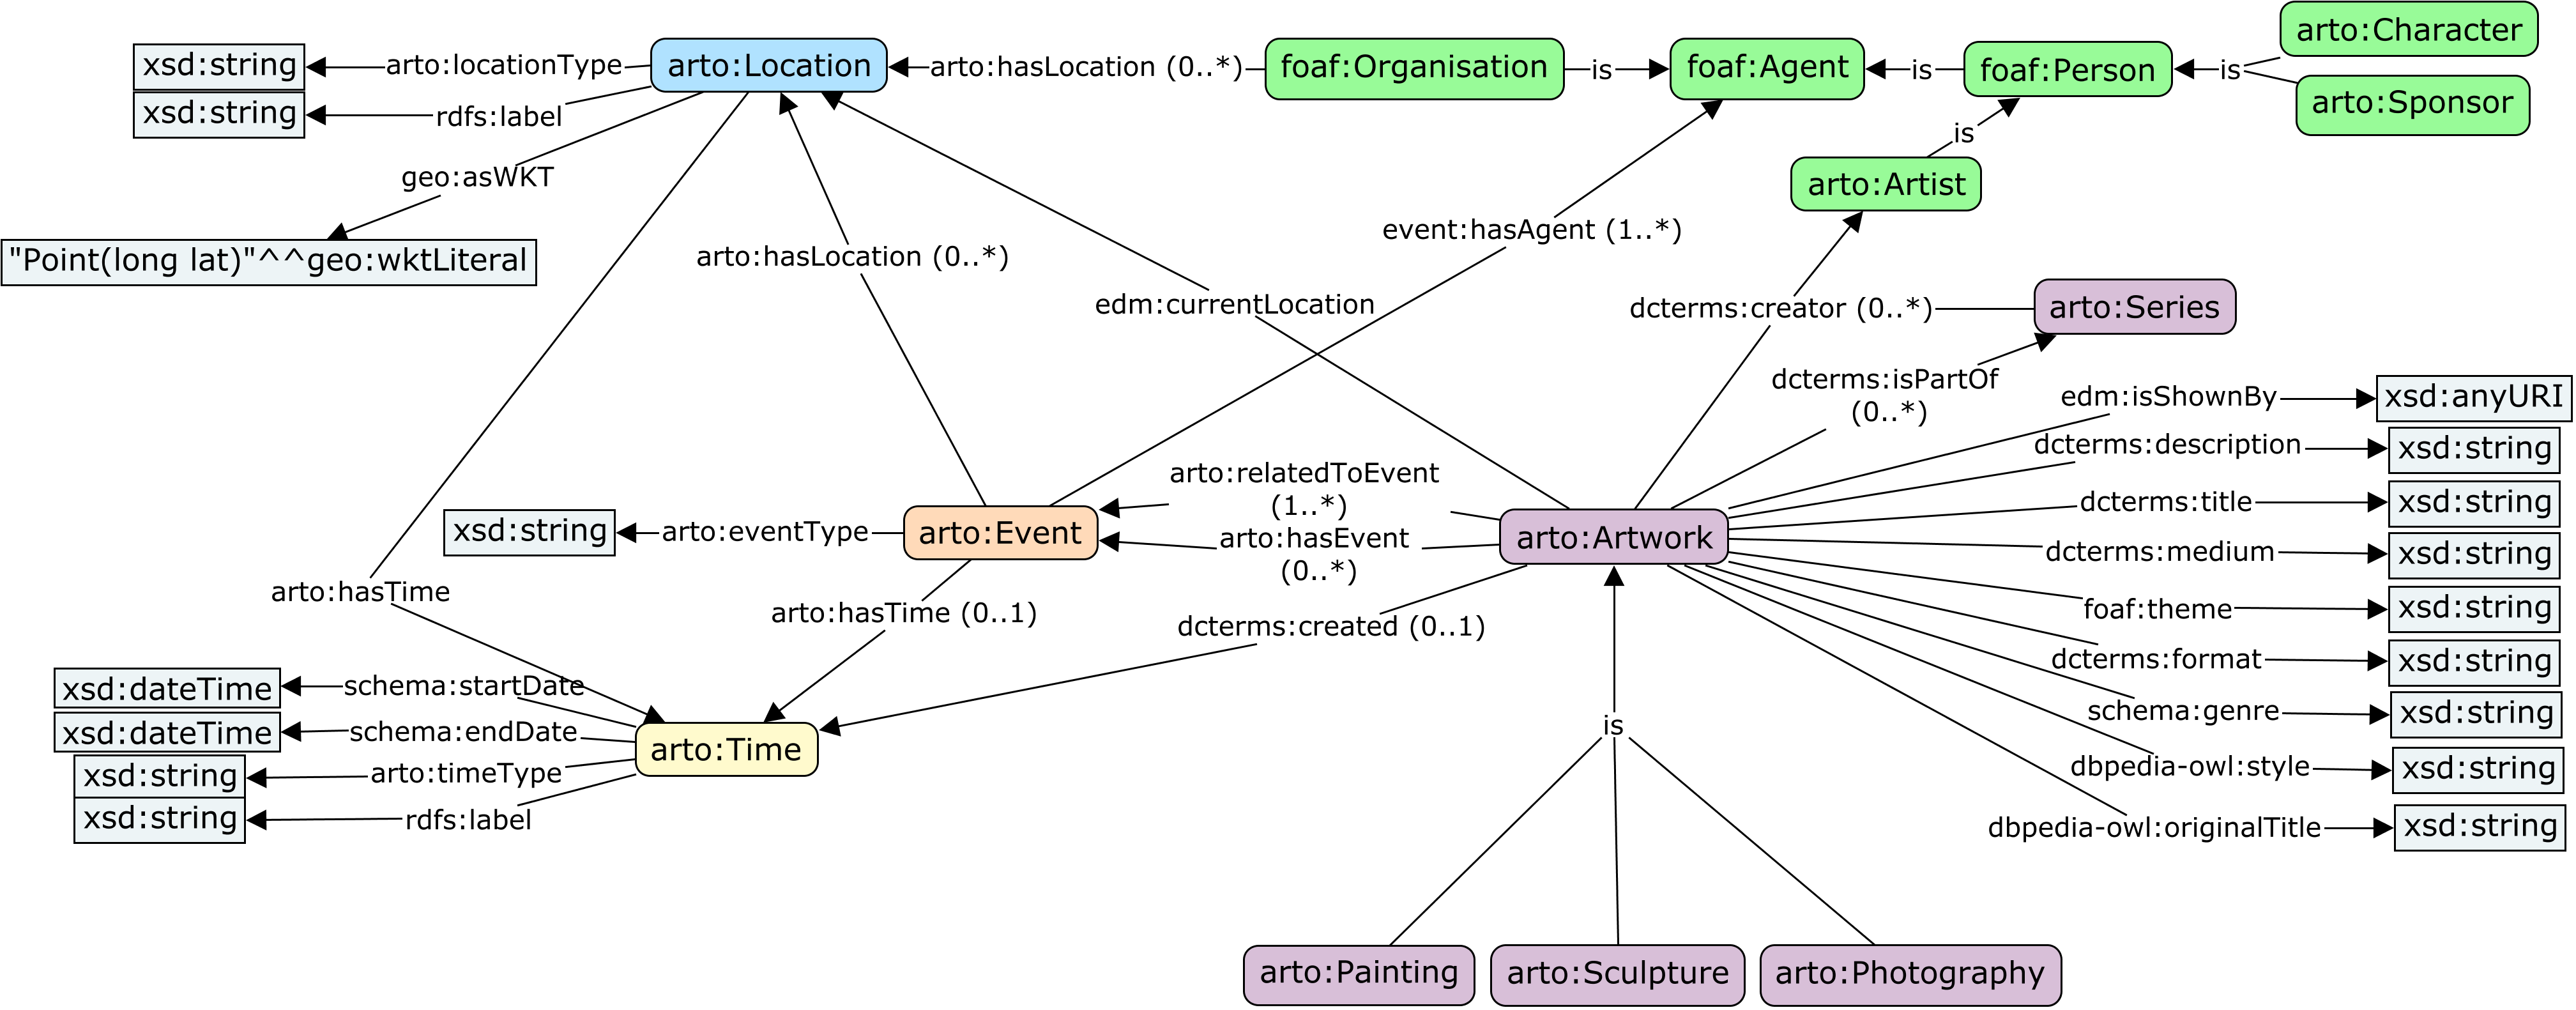 arto:Character
xsd:string
arto:locationType
arto:Location
arto:hasLocation (0..*)
foaf:Organisation
is
foaf:Agent
is
foaf:Person
is
arto:Sponsor
xsd:string
rdfs:label
is
geo:asWKT
arto:Artist
"Point(long lat)"^^geo:wktLiteral
arto:hasLocation (0..*)
event:hasAgent (1..*)
edm:currentLocation
dcterms:creator (0..*)
arto:Series
dcterms:isPartOf
(0..*)
edm:isShownBy
xsd:anyURI
dcterms:description
xsd:string
arto:relatedToEvent
(1..*)
dcterms:title
xsd:string
xsd:string
arto:eventType
arto:Event
arto:hasEvent
(0..*)
arto:Artwork
dcterms:medium
xsd:string
arto:hasTime
arto:hasTime (0..1)
dcterms:created (0..1)
foaf:theme
xsd:string
dcterms:format
xsd:string
xsd:dateTime
schema:startDate
schema:genre
xsd:string
xsd:dateTime
schema:endDate
arto:Time
is
xsd:string
arto:timeType
dbpedia-owl:style
xsd:string
xsd:string
rdfs:label
dbpedia-owl:originalTitle
xsd:string
arto:Painting
arto:Sculpture
arto:Photography